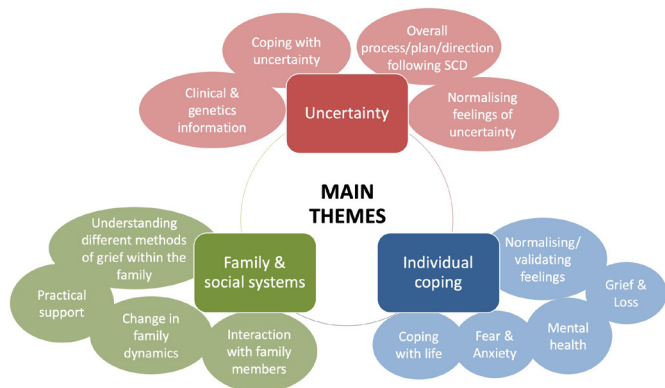 Coping with
uncertainty
Overall
process/plan/direction
following SCD
Clinical &
genetics
information
Uncertainty
Normalising
feelings of
uncertainty
MAIN
THEMES
Understanding
different methods
of grief within the
family
Family &
social systems
Practical
support
Change in
family
dynamics
Interaction
with family
members
Individual
coping
Normalising/
validating
feelings
Grief &
Loss
Mental
health
Fear &
Anxiety
Coping
with life